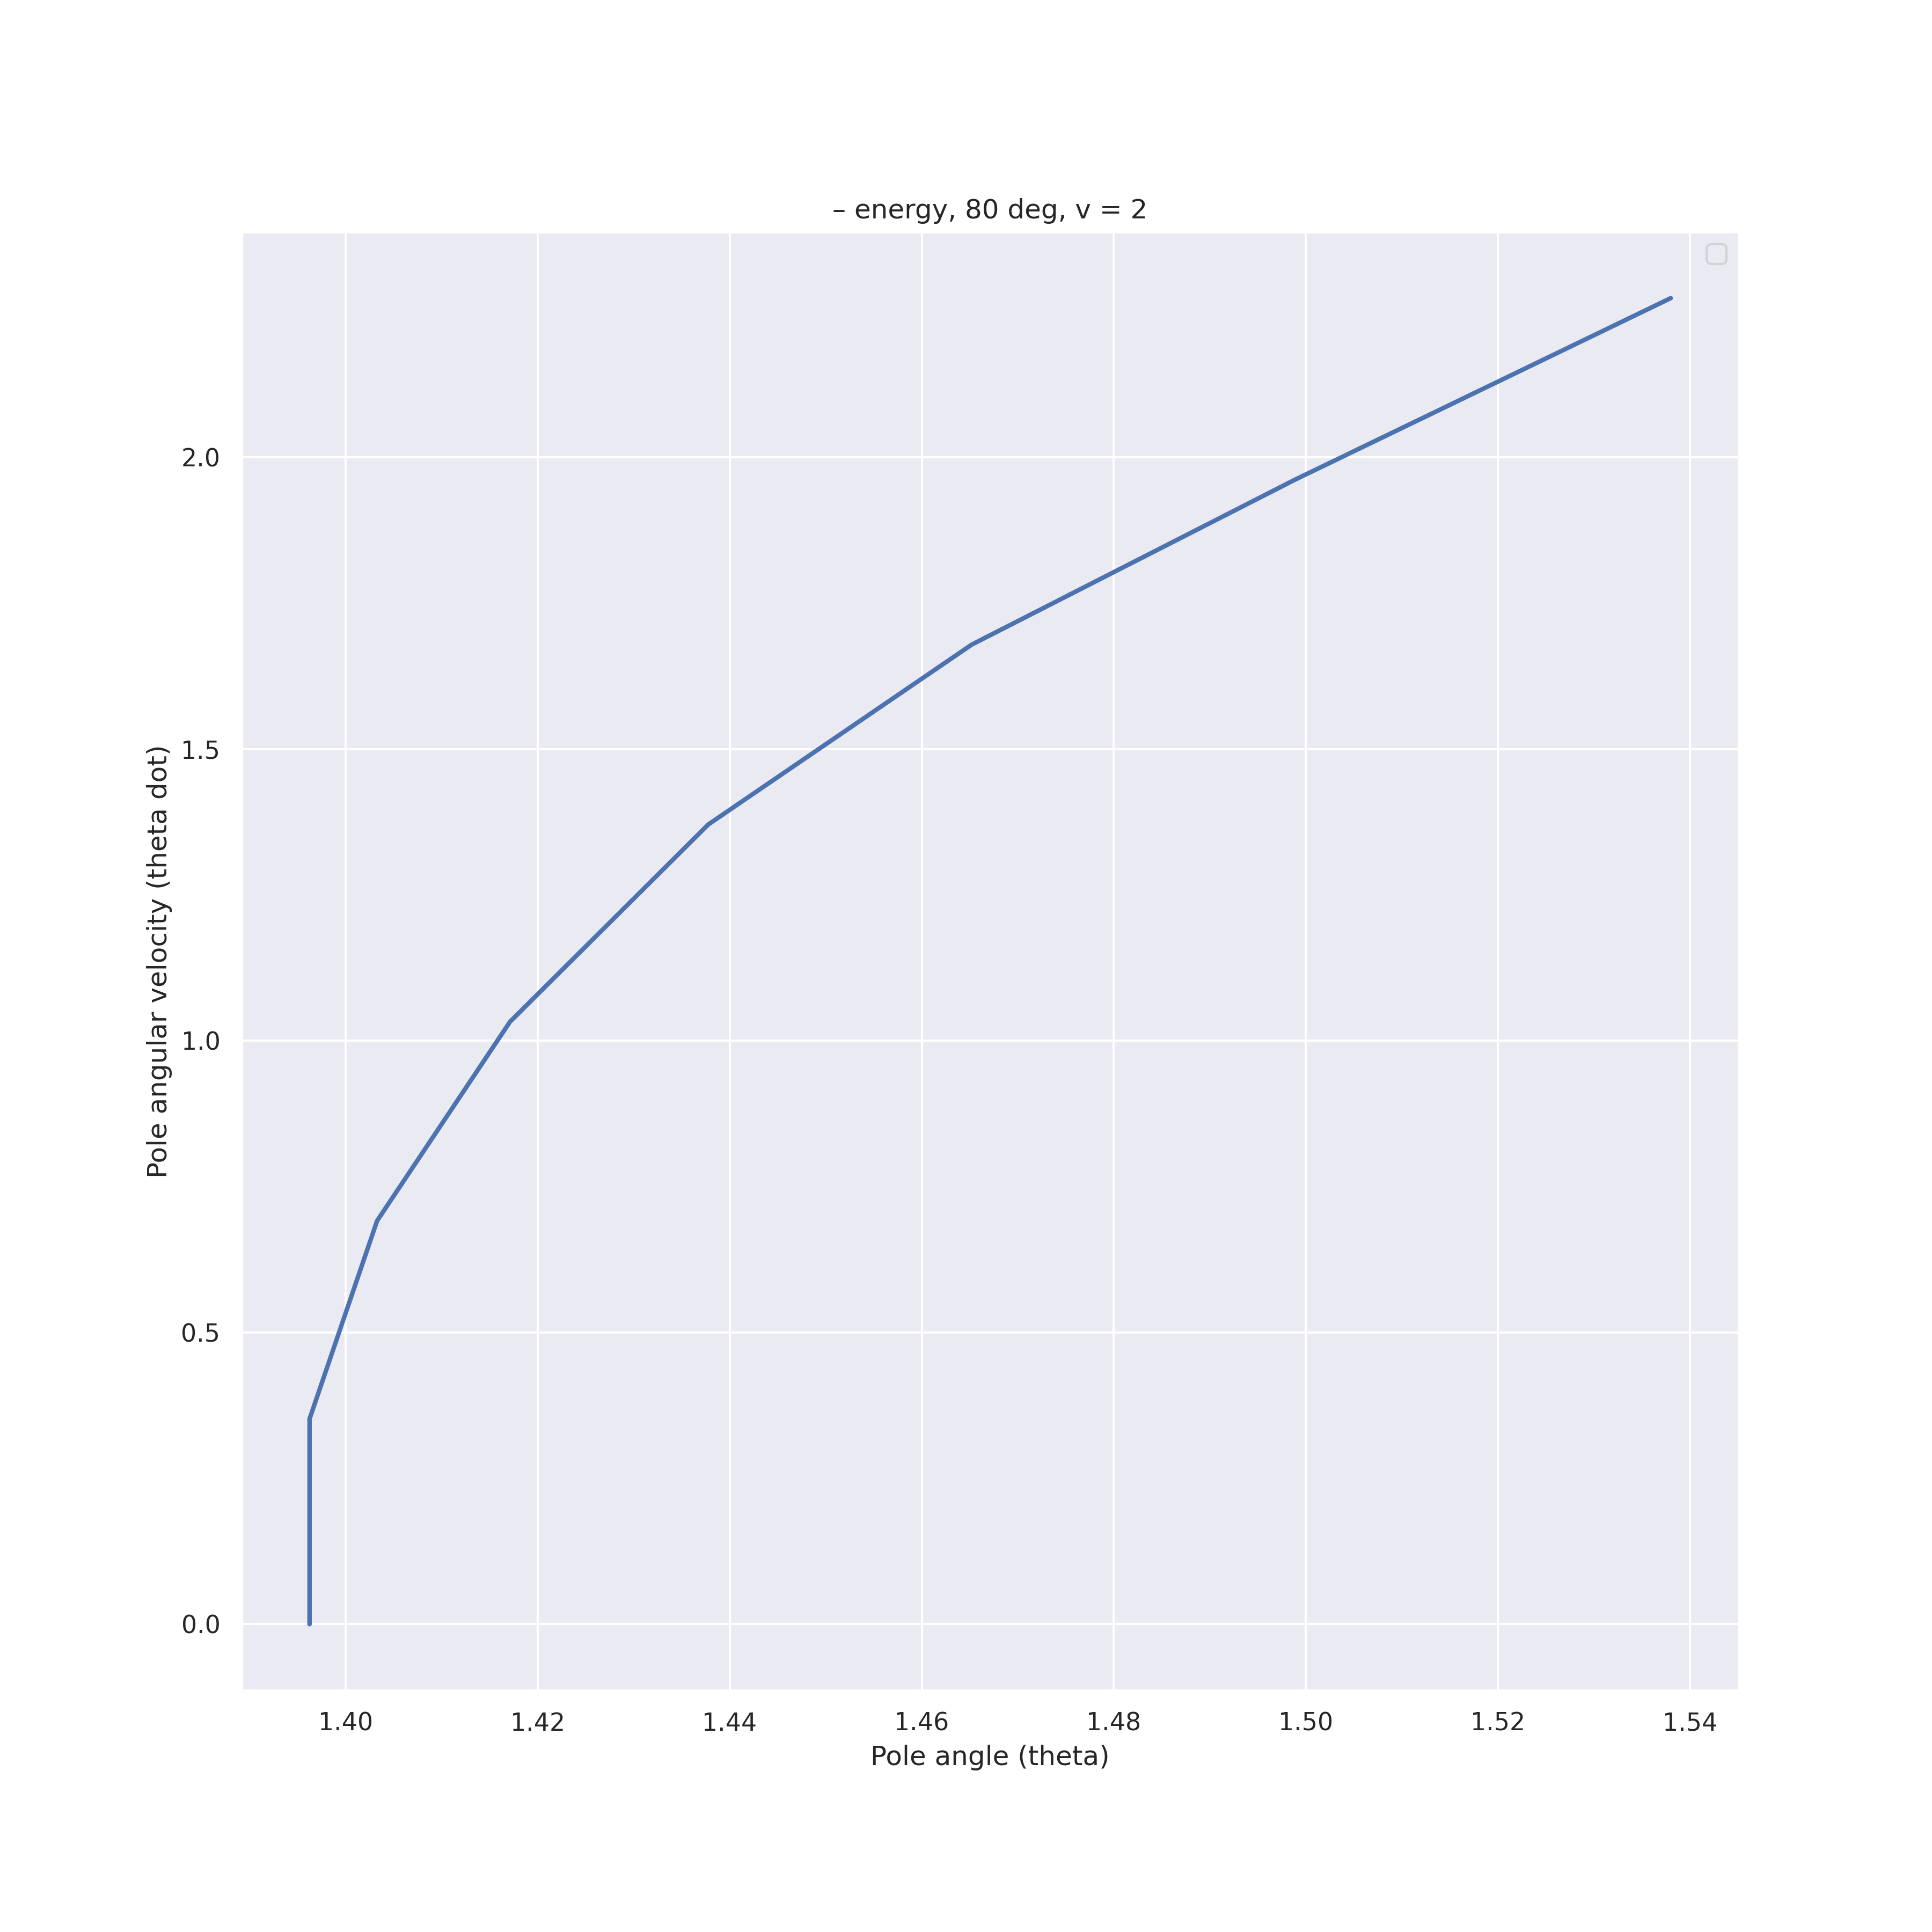 – energy, 80 deg, v = 2
Pole angular velocity (theta dot)
2.0
1.5
1.0
0.5
0.0
1.40 1.42 1.44 1.46 1.48 1.50 1.52 1.54
Pole angle (theta)